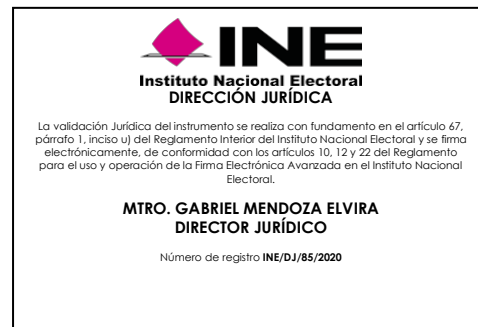 INE
Instituto Nacional Electoral
DIRECCIÓN JURÍDICA
La validación Jurídica del instrumento se realiza con fundamento en el artículo 67,
párrafo 1, inciso u) del Reglamento Interior del Instituto Nacional Electoral y se firma
electrónicamente, de conformidad con los artículos 10, 12 y 22 del Reglamento
para el uso y operación de la Firma Electrónica Avanzada en el Instituto Nacional
Electoral.
MTRO. GABRIEL MENDOZA ELVIRA
DIRECTOR JURÍDICO
Número de registro INE/DJ/85/2020